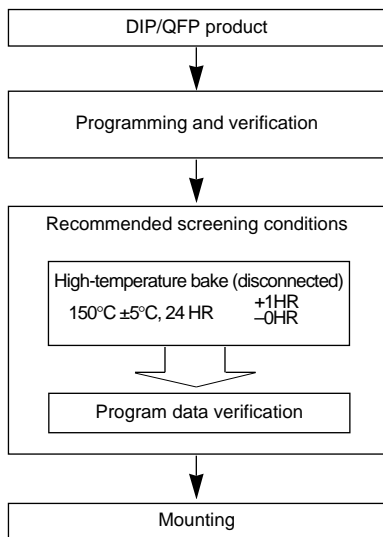 DIP/QFP product
Programming and verification
Recommended screening conditions
High-temperature bake (disconnected)
150°C ±5°C, 24 HR +1HR
–0HR
Program data verification
Mounting